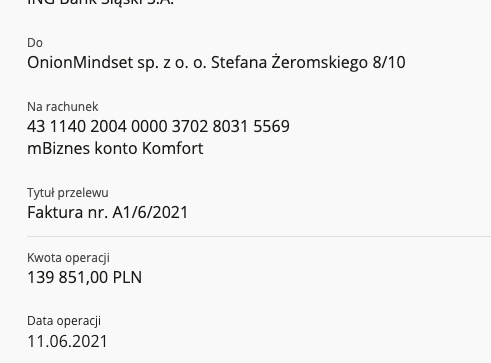 ING Bank Śląski S.A.
Do
OnionMindset sp. z o. o. Stefana Żeromskiego 8/10
Na rachunek
43 1140 2004 0000 3702 8031 5569
mBiznes konto Komfort
Tytuł przelewu
Faktura nr. A1/6/2021
Kwota operacji
139 851,00 PLN
Data operacji
11.06.2021